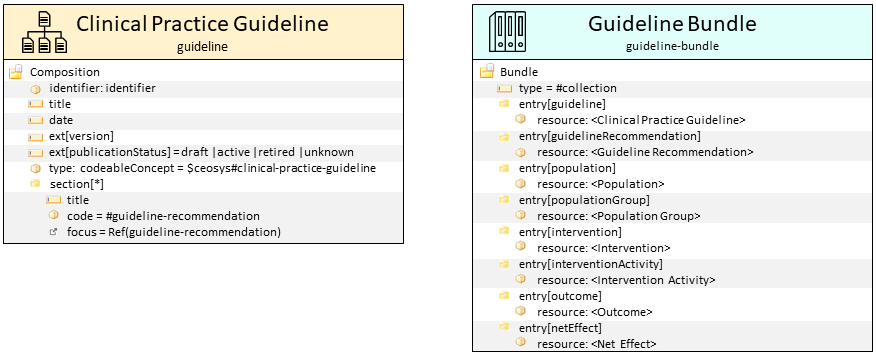 Clinical Practice Guideline
guideline
Composition
identifier: identifier
title
date
ext[version]
ext[publicationStatus] = draft | active | retired | unknown
type: codeableConcept = $ceosys#clinical-practice-guideline
section[*]
title
code = #guideline-recommendation
focus = Ref(guideline-recommendation)
Guideline Bundle
guideline-bundle
Bundle
type = #collection
entry[guideline]
resource: <Clinical Practice Guideline>
entry[guidelineRecommendation]
resource: <Guideline Recommendation>
entry[population]
resource: <Population>
entry[populationGroup]
resource: <Population Group>
entry[intervention]
resource: <Intervention>
entry[interventionActivity]
resource: <Intervention Activity>
entry[outcome]
resource: <Outcome>
entry[netEffect]
resource: <Net Effect>